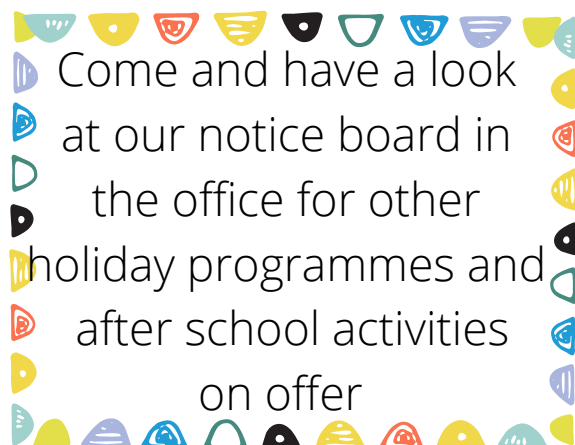 Come and have a look
at our notice board in
the office for other
holiday programmes and
after school activities
on offer